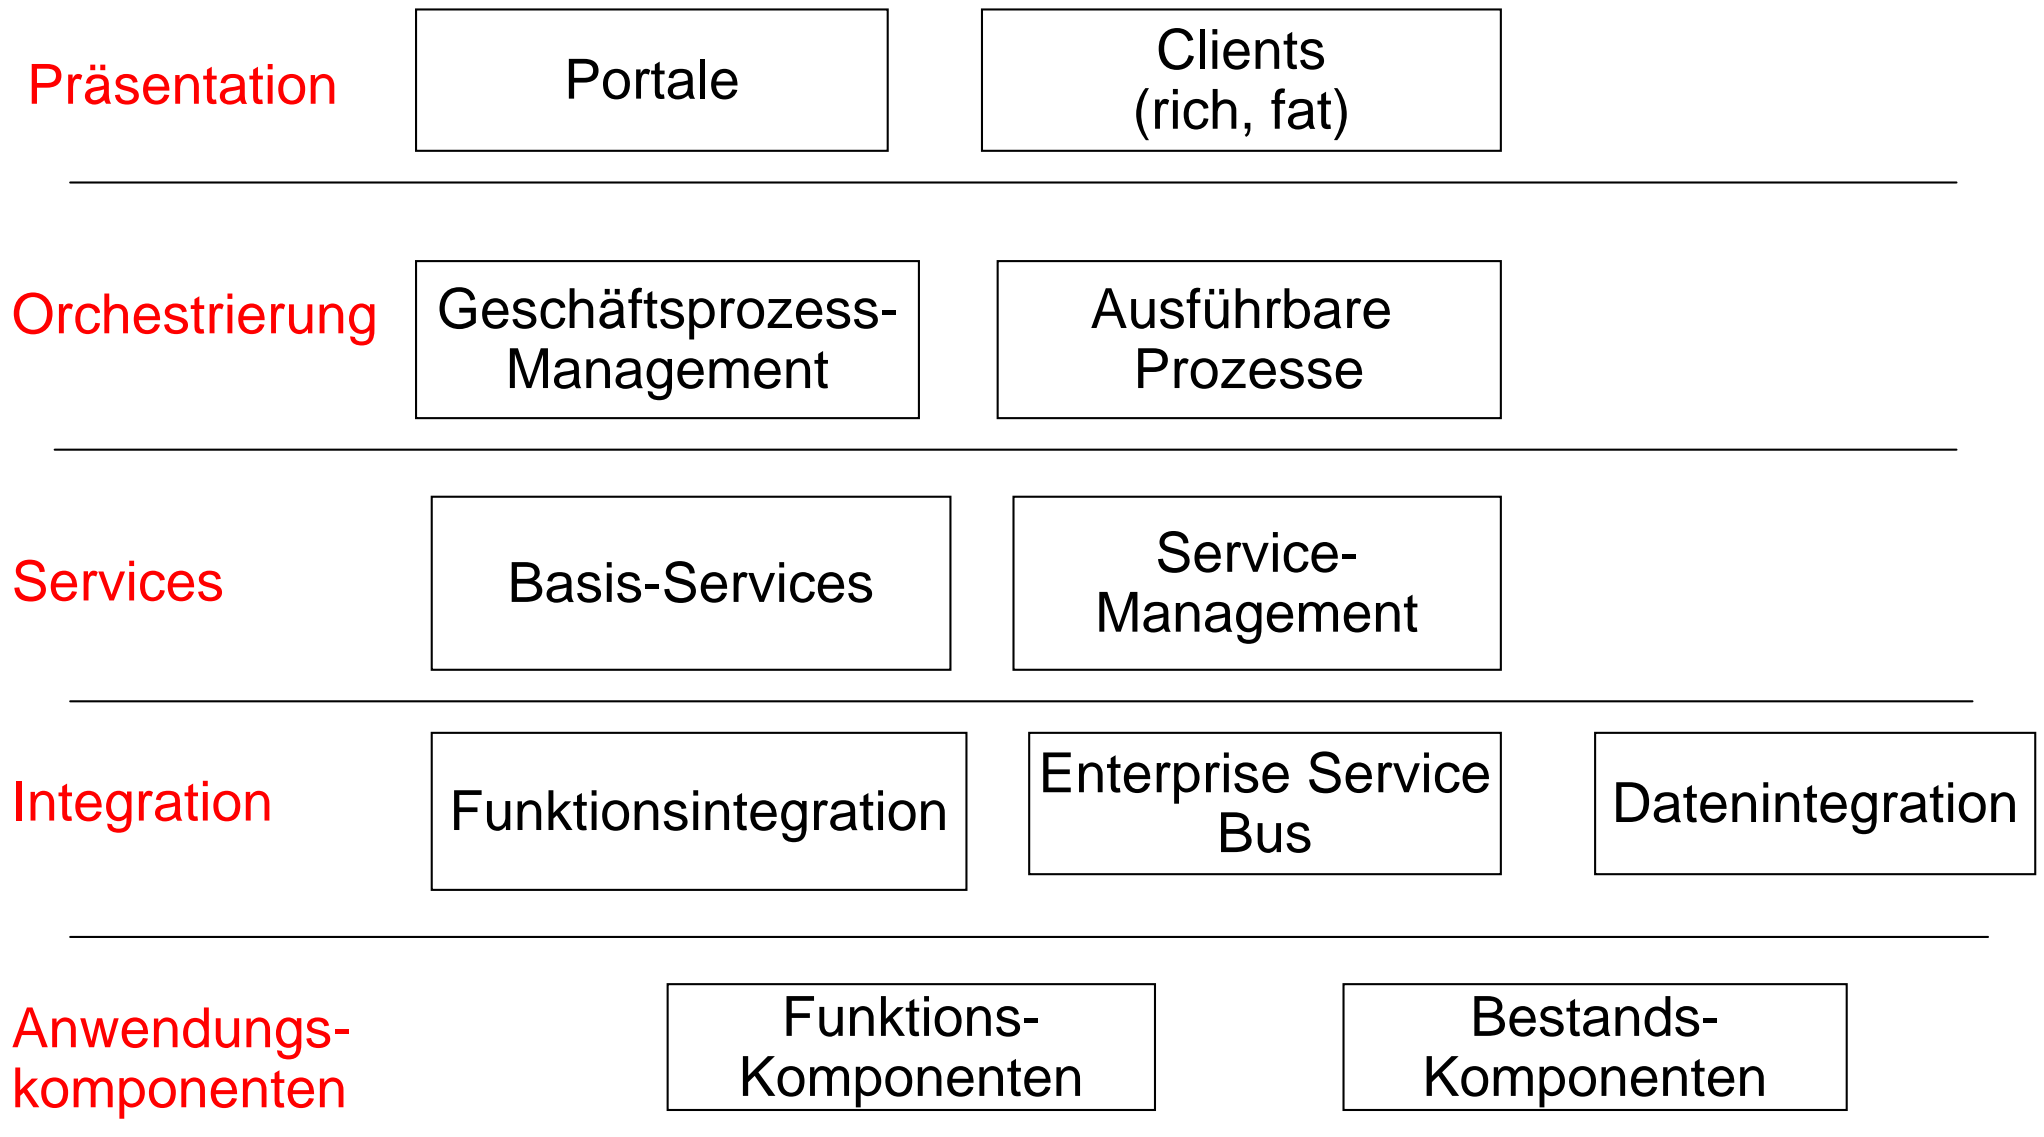 Präsentation
Portale
Clients
(rich, fat)
Orchestrierung
Geschäftsprozess-
Management
Ausführbare
Prozesse
Services
Basis-Services
Service-
Management
Integration
Funktionsintegration
Enterprise Service
Bus
Datenintegration
Anwendungs-
komponenten
Funktions-
Komponenten
Bestands-
Komponenten